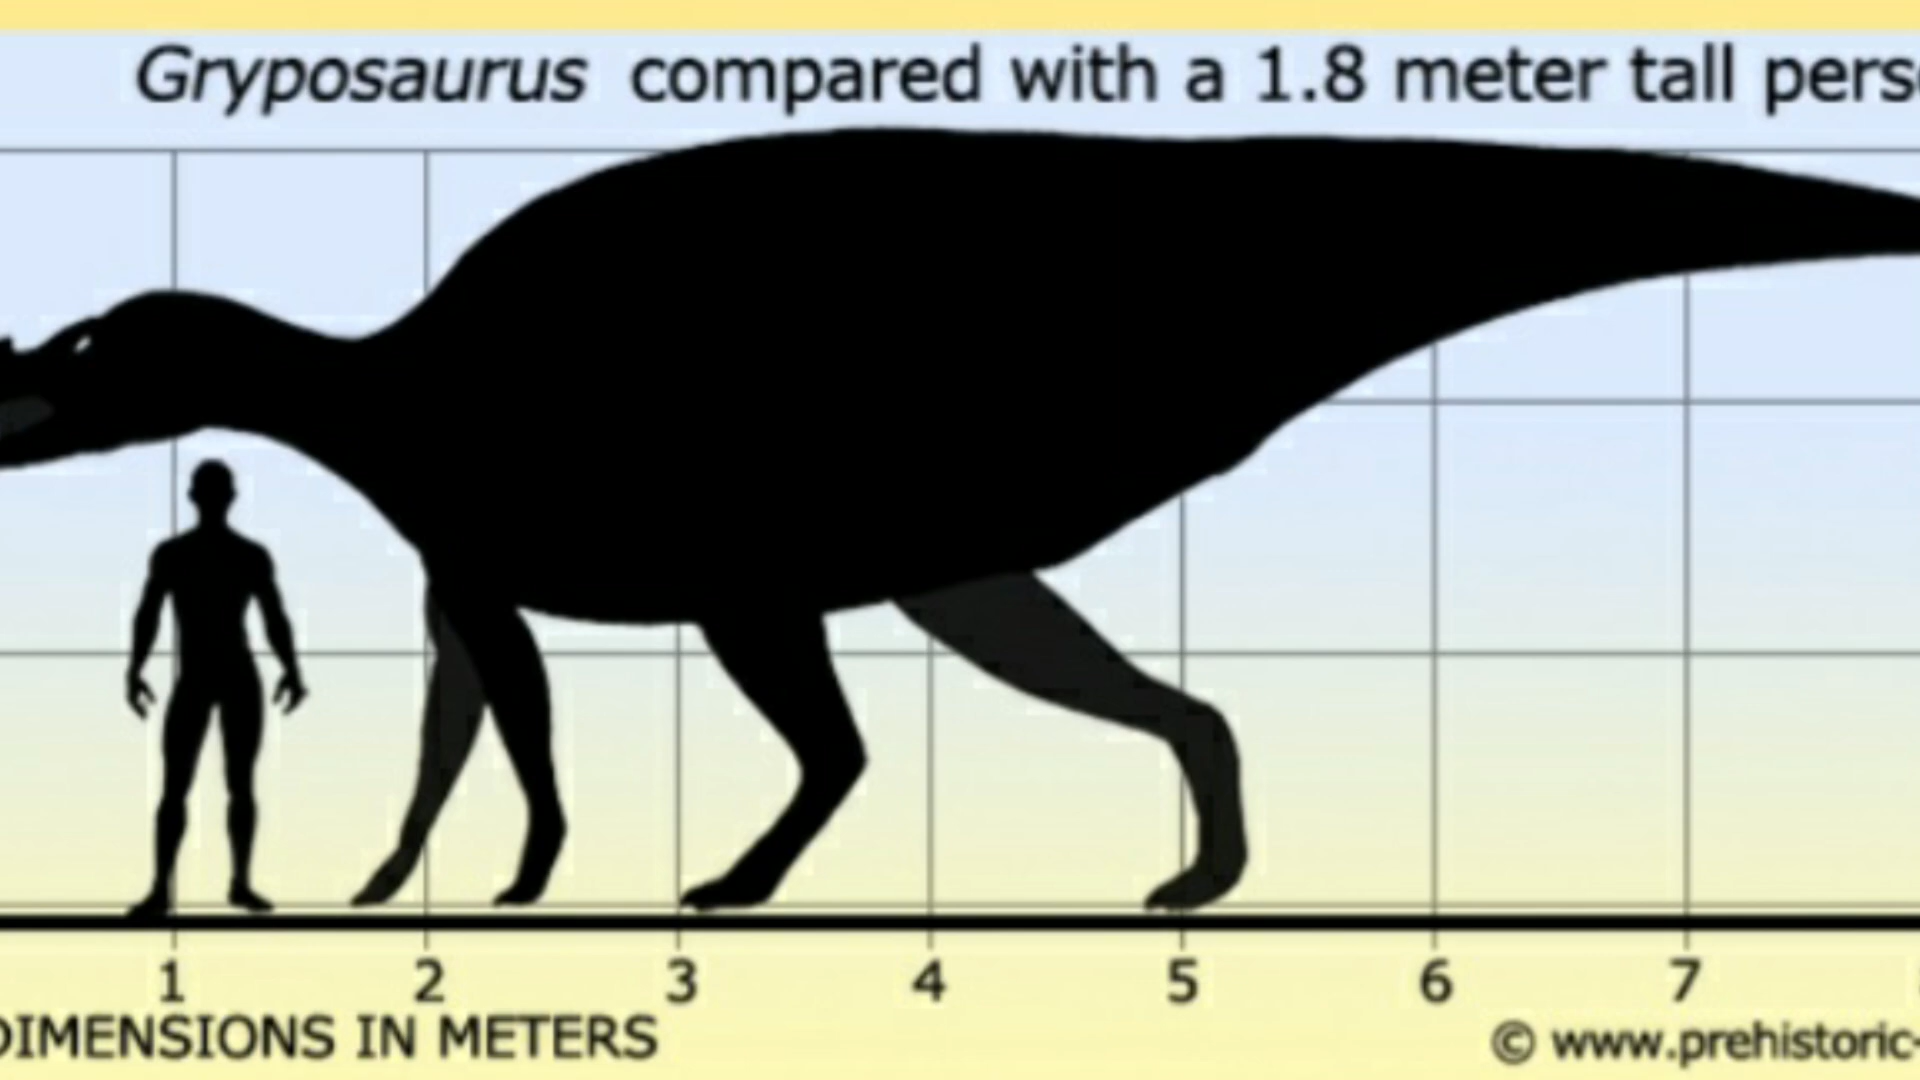 Gryposaurus compared with a 1.8 meter tall
1 2 3 4 5 6 7
DIMENSIONS IN METERS
© www.prehistoric-